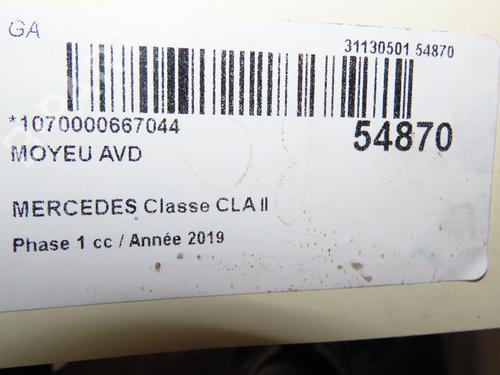 GA
31130501 54870
*1070000667044
54870
MOYEU AVD
MERCEDES Classe CLA II
Phase 1 cc / Année 2019